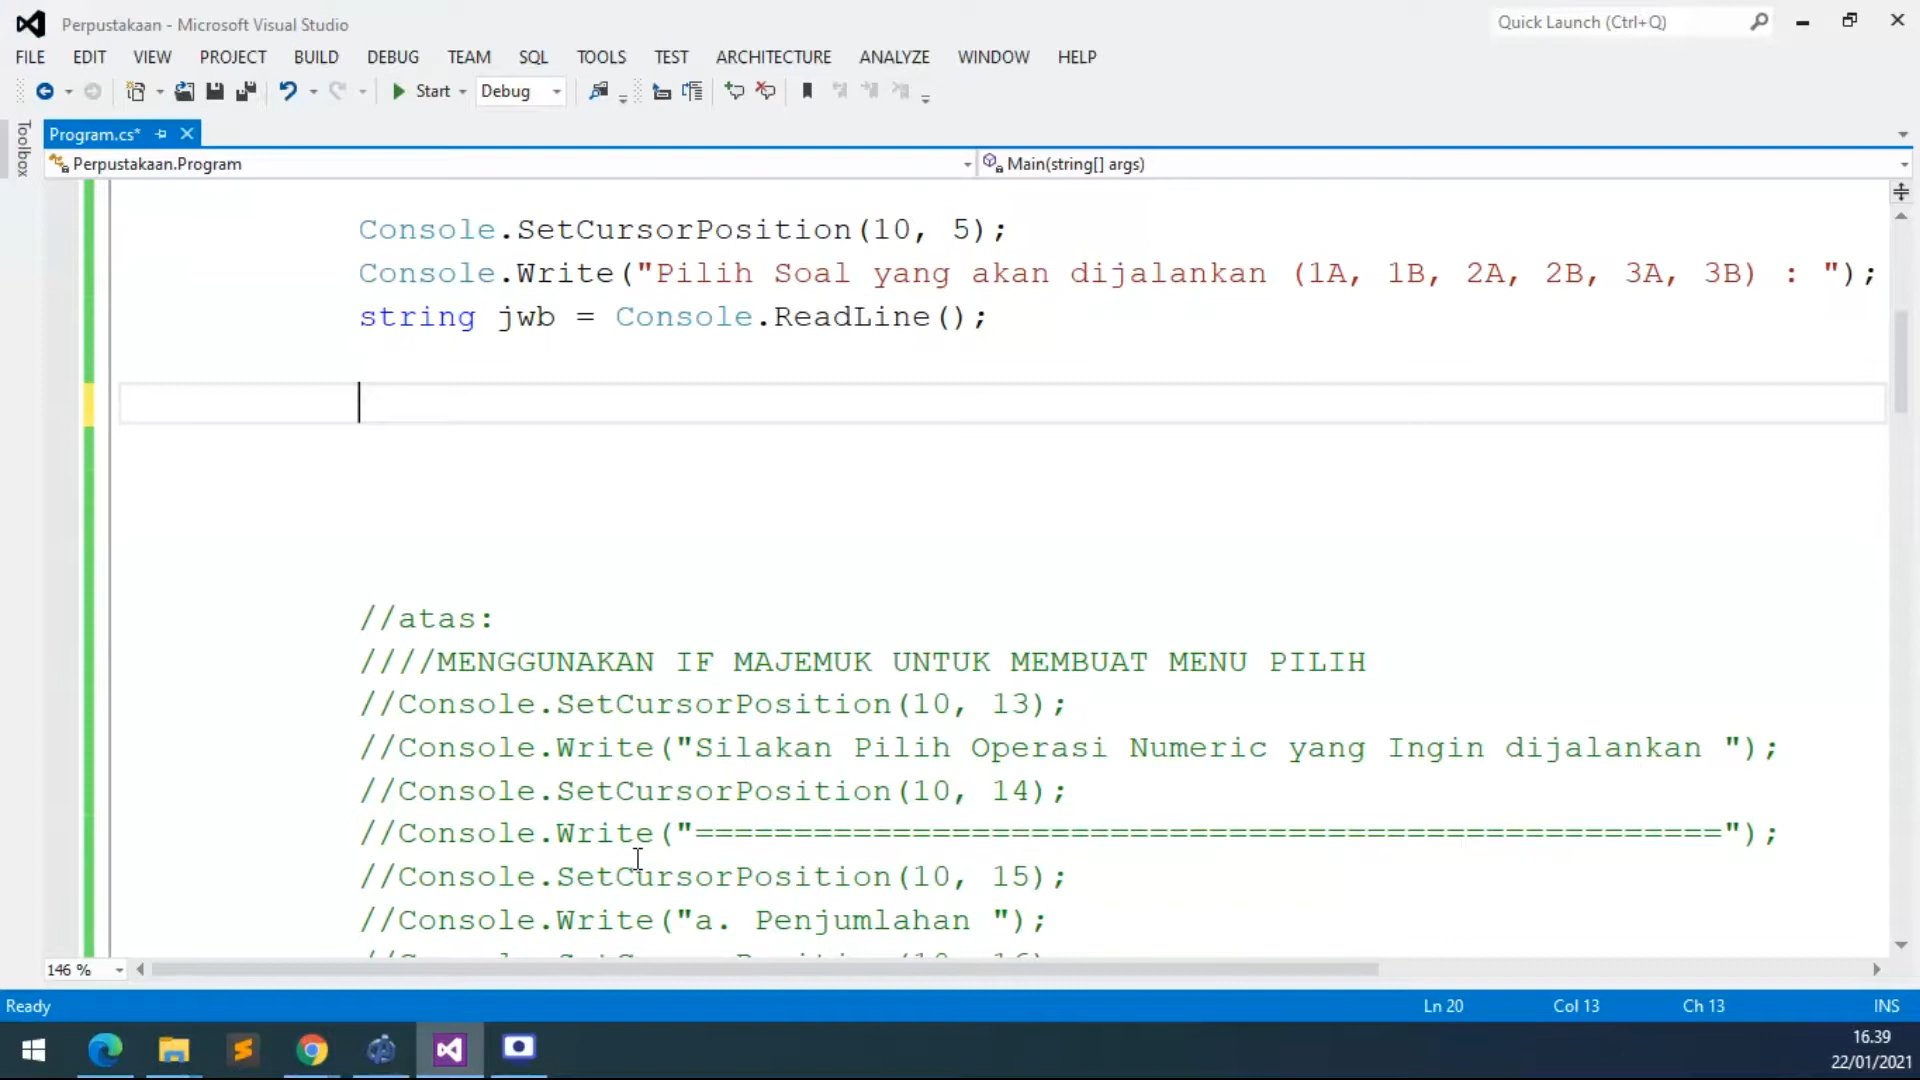 Perpustakaan - Microsoft Visual Studio
Quick Launch (Ctrl+Q)
FILE EDIT VIEW PROJECT BUILD DEBUG TEAM SQL TOOLS TEST ARCHITECTURE ANALYZE WINDOW HELP
Start Debug
Toolbox
Program.cs*
Perpustakaan.Program
Main(string[] args)
Console.SetCursorPosition(10, 5);
Console.Write("Pilih Soal yang akan dijalankan (1A, 1B, 2A, 2B, 3A, 3B) : ");
string jwb = Console.ReadLine();
//atas:
////MENGGUNAKAN IF MAJEMUK UNTUK MEMBUAT MENU PILIH
//Console.SetCursorPosition(10, 13);
//Console.Write("Silakan Pilih Operasi Numeric yang Ingin dijalankan ");
//Console.SetCursorPosition(10, 14);
//Console.Write("====================================================");
//Console.SetCursorPosition(10, 15);
//Console.Write("a. Penjumlahan ");
146 %
Ready
Ln 20 Col 13 Ch 13 INS
16.39
22/01/2021